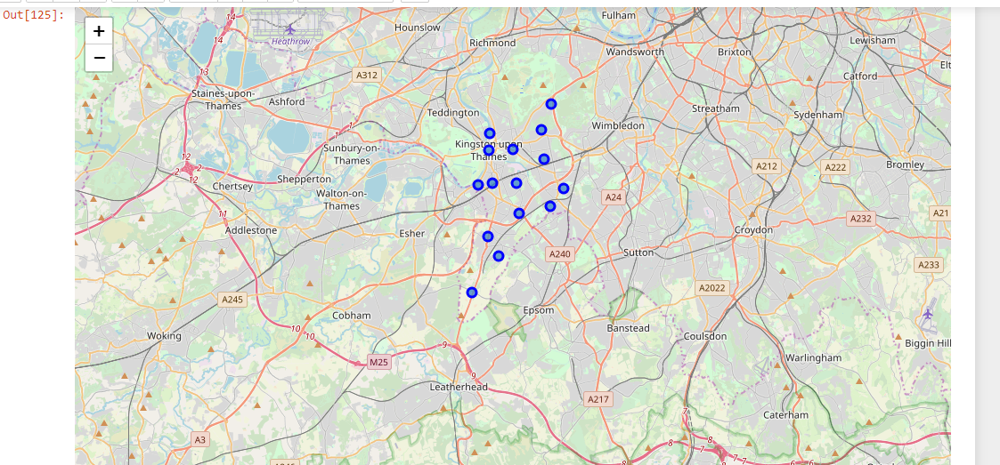 Out[125]:
+
−
14
Heathrow
Hounslow
Fulham
14
Richmond
Wandsworth
Brixton
Lewisham
13
A312
Catford
Staines-upon-
Thames
Ashford
Teddington
Streatham
Sydenham
Wimbledon
1
Kingston upon
Thames
Sunbury-on-
Thames
1
12
2
2
12
Shepperton
A212
A222
Bromley
Chertsey
Walton-on-
Thames
A24
11
A232
A21
Addlestone
Esher
Croydon
A240
Sutton
A233
A245
A2022
Cobham
Epsom
Banstead
10
10
Woking
Coulsdon
Biggin Hill
9
M25
Warlingham
9
Leatherhead
A217
7
Caterham
A3
8
8
7
7
7
8
6
6